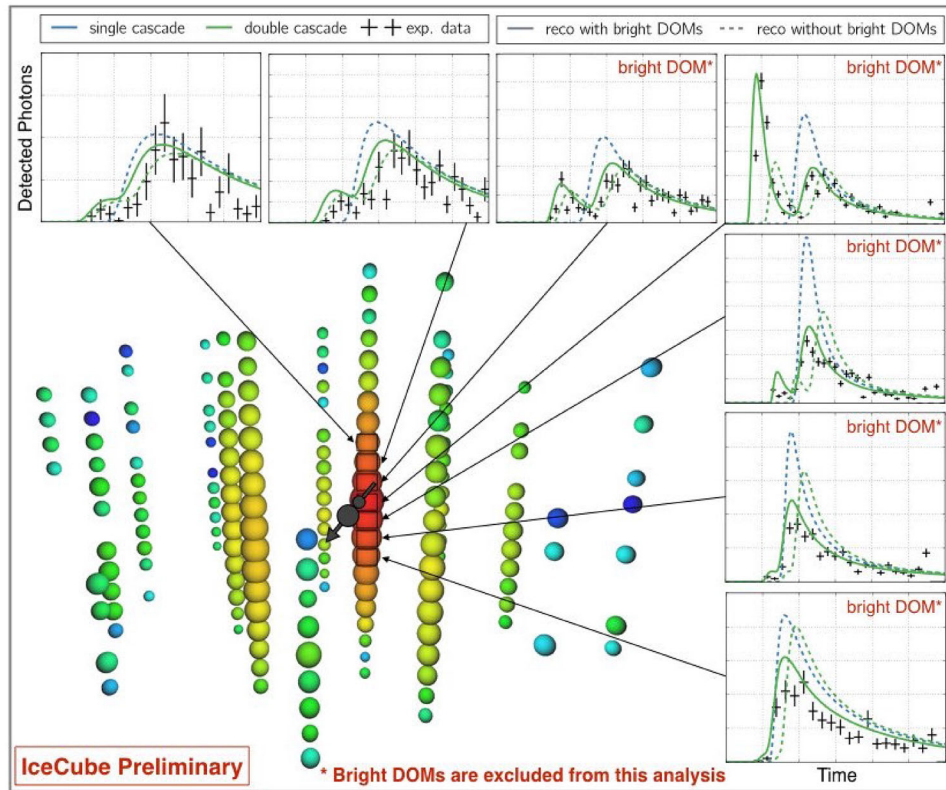 single cascade double cascade exp. data reco with bright DOMs reco without bright DOMs
Detected Photons
bright DOM*
bright DOM*
bright DOM*
bright DOM*
bright DOM*
IceCube Preliminary
* Bright DOMs are excluded from this analysis
Time